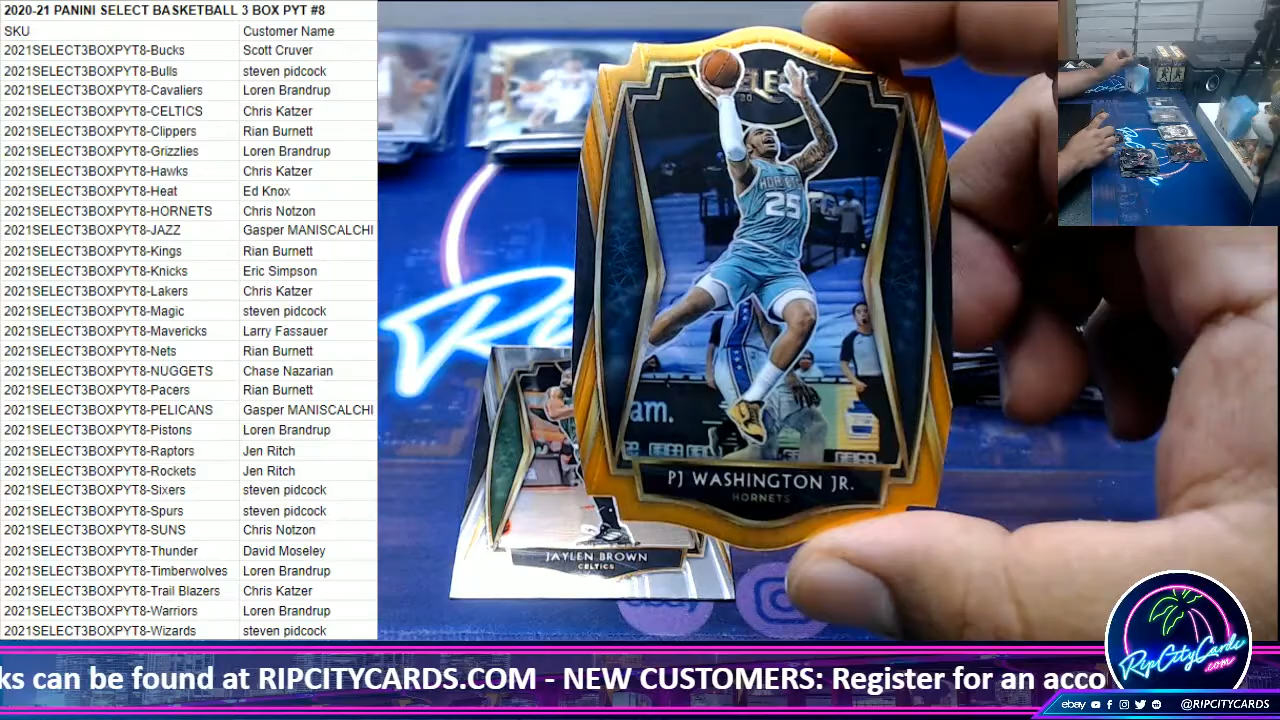 2020-21 PANINI SELECT BASKETBALL 3 BOX PYT #8
SKU Customer Name
2021SELECT3BOXPYT8-Bucks Scott Cruver
2021SELECT3BOXPYT8-Bulls steven pidcock
2021SELECT3BOXPYT8-Cavaliers Loren Brandrup
2021SELECT3BOXPYT8-CELTICS Chris Katzer
2021SELECT3BOXPYT8-Clippers Rian Burnett
2021SELECT3BOXPYT8-Grizzlies Loren Brandrup
2021SELECT3BOXPYT8-Hawks Chris Katzer
2021SELECT3BOXPYT8-Heat Ed Knox
2021SELECT3BOXPYT8-HORNETS Chris Notzon
2021SELECT3BOXPYT8-JAZZ Gasper MANISCALCHI
2021SELECT3BOXPYT8-Kings Rian Burnett
2021SELECT3BOXPYT8-Knicks Eric Simpson
2021SELECT3BOXPYT8-Lakers Chris Katzer
2021SELECT3BOXPYT8-Magic steven pidcock
2021SELECT3BOXPYT8-Mavericks Larry Fassauer
2021SELECT3BOXPYT8-Nets Rian Burnett
2021SELECT3BOXPYT8-NUGGETS Chase Nazarian
2021SELECT3BOXPYT8-Pacers Rian Burnett
2021SELECT3BOXPYT8-PELICANS Gasper MANISCALCHI
2021SELECT3BOXPYT8-Pistons Loren Brandrup
2021SELECT3BOXPYT8-Raptors Jen Ritch
2021SELECT3BOXPYT8-Rockets Jen Ritch
2021SELECT3BOXPYT8-Sixers steven pidcock
2021SELECT3BOXPYT8-Spurs steven pidcock
2021SELECT3BOXPYT8-SUNS Chris Notzon
2021SELECT3BOXPYT8-Thunder David Moseley
2021SELECT3BOXPYT8-Timberwolves Loren Brandrup
2021SELECT3BOXPYT8-Trail Blazers Chris Katzer
2021SELECT3BOXPYT8-Warriors Loren Brandrup
2021SELECT3BOXPYT8-Wizards steven pidcock
HORNETS
25
am.
GEICO
PJ WASHINGTON JR.
HORNETS
JAYLEN BROWN
CELTICS
ebay
ks can be found at RIPCITYCARDS.COM - NEW CUSTOMERS: Register for an acco
RipCityCards
.com
ebay @RIPCITYCARDS